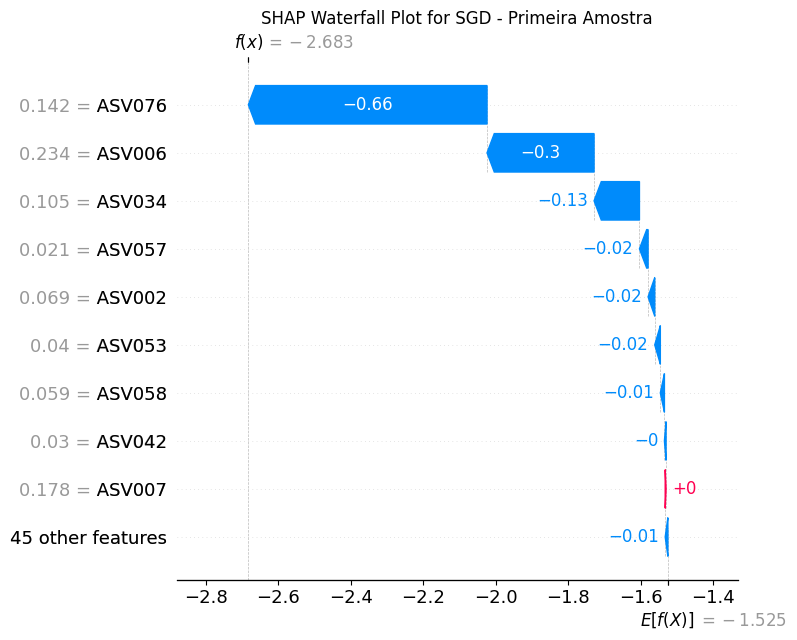 SHAP Waterfall Plot for SGD - Primeira Amostra
f(x) = −2.683
0.142 = ASV076 −0.66
0.234 = ASV006 −0.3
0.105 = ASV034 −0.13
0.021 = ASV057 −0.02
0.069 = ASV002 −0.02
0.04 = ASV053 −0.02
0.059 = ASV058 −0.01
0.03 = ASV042 −0
0.178 = ASV007 +0
45 other features −0.01
−2.8 −2.6 −2.4 −2.2 −2.0 −1.8 −1.6 −1.4
E[f(X)] = −1.525